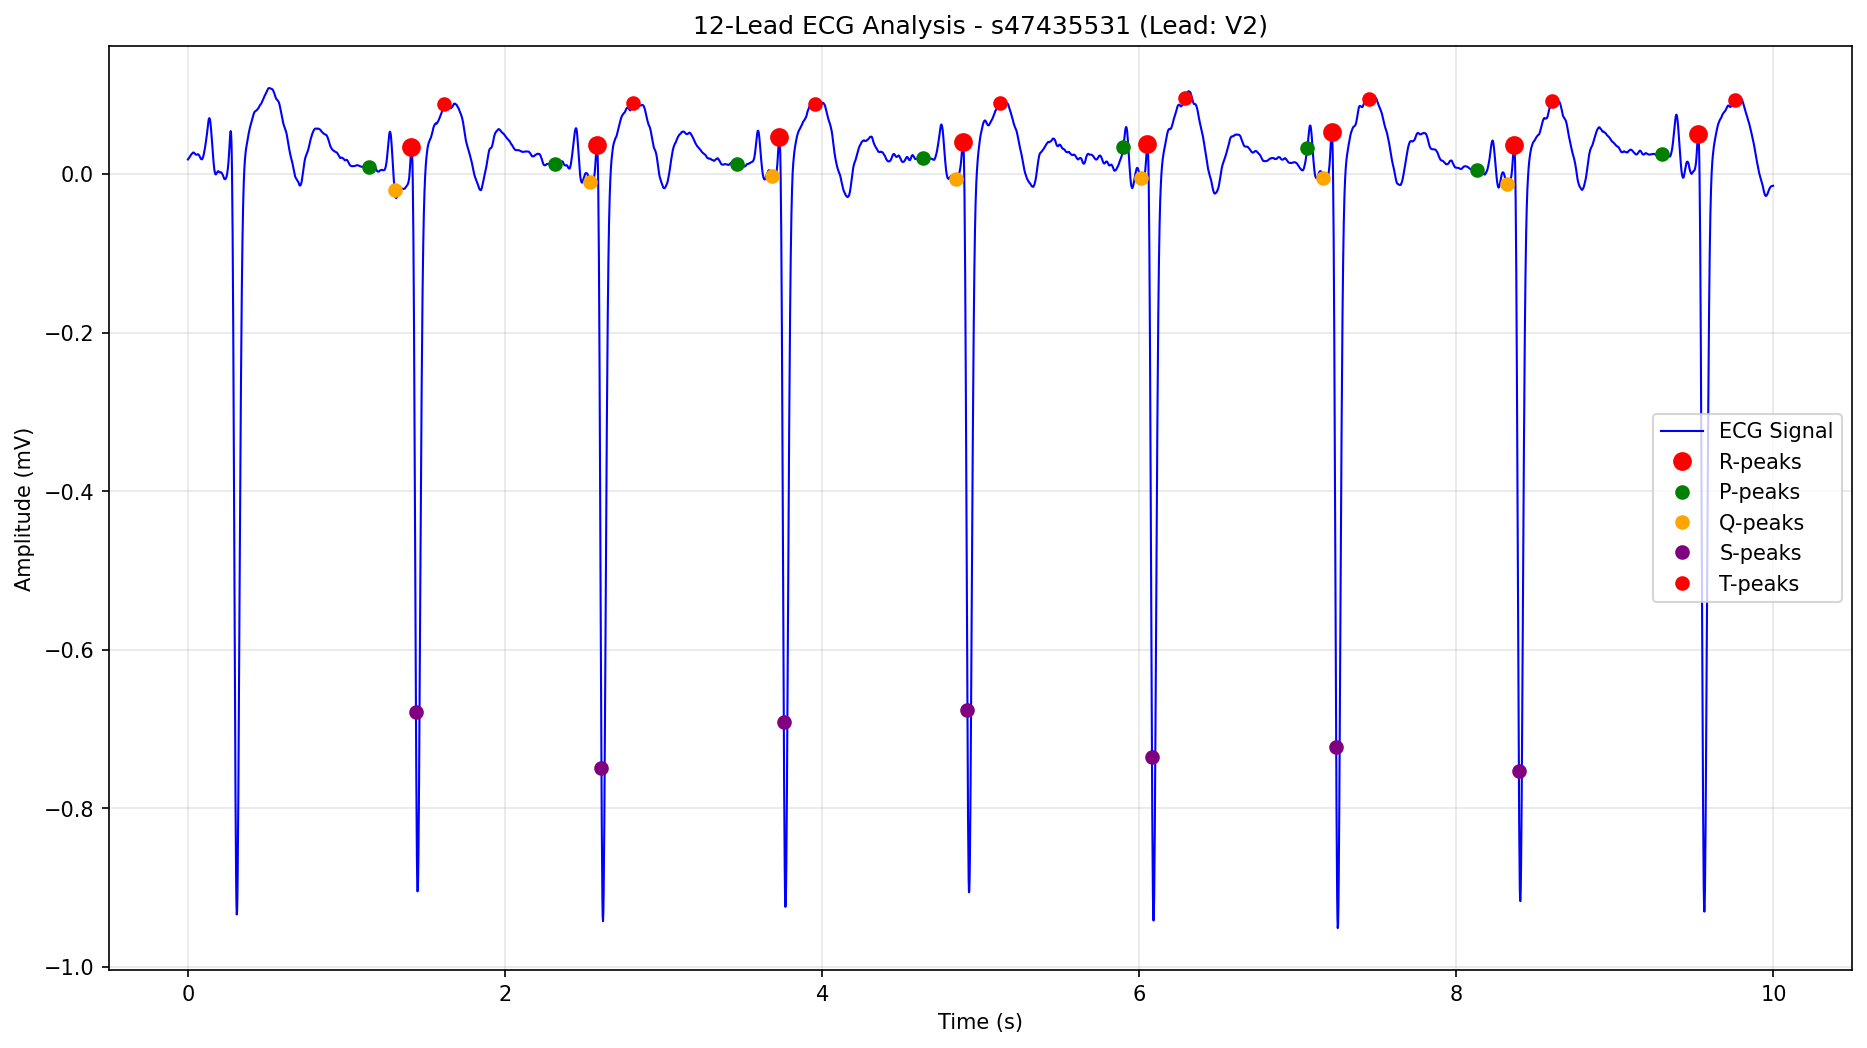 12-Lead ECG Analysis - s47435531 (Lead: V2)
0.0
−0.2
−0.4
−0.6
−0.8
−1.0
Amplitude (mV)
ECG Signal
R-peaks
P-peaks
Q-peaks
S-peaks
T-peaks
0 2 4 6 8 10
Time (s)